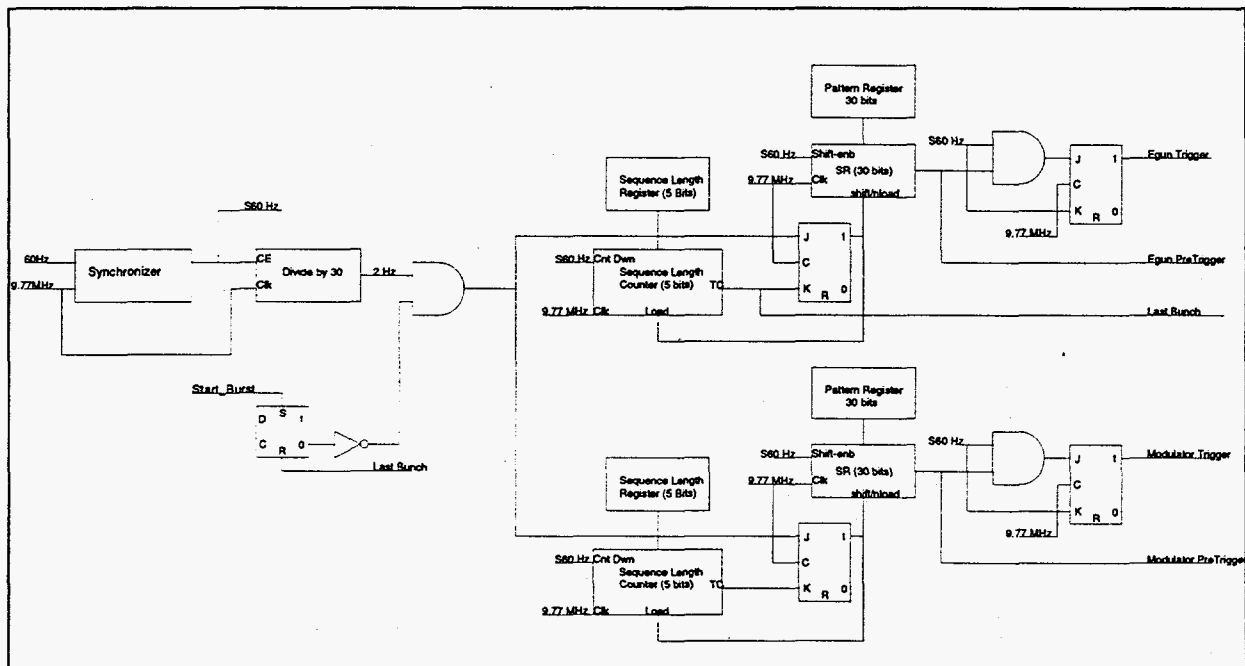 Pattern Register
30 bits
S60 Hz
Shift-enb
SR (30 bits)
9.77 MHz
Clk
shift/nload
S60 Hz
J 1
C
K R 0
9.77 MHz
Egun Trigger
Egun PreTrigger
Sequence Length
Register (5 Bits)
S60 Hz
60Hz
9.77MHz
Synchronizer
CE
Clk
Divide by 30
2 Hz
S60 Hz
Cnt Dwn
Sequence Length
Counter (5 bits)
TC
9.77 MHz
Clk
Load
J 1
C
K R 0
Last Bunch
Start_Burst
D S 1
C R 0
Last Bunch
Pattern Register
30 bits
S60 Hz
Shift-enb
SR (30 bits)
9.77 MHz
Clk
shift/nload
S60 Hz
J 1
C
K R 0
9.77 MHz
Modulator Trigger
Modulator PreTrigger
Sequence Length
Register (5 Bits)
S60 Hz
Cnt Dwn
Sequence Length
Counter (5 bits)
TC
9.77 MHz
Clk
Load
J 1
C
K R 0